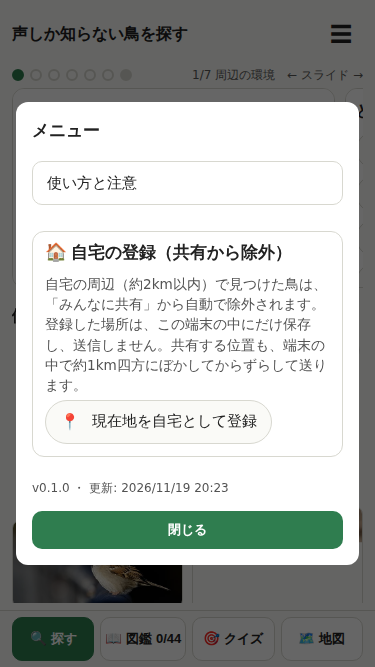 声しか知らない鳥を探す
1/7 周辺の環境 ← スライド →
メニュー
使い方と注意
🏠 自宅の登録（共有から除外）
自宅の周辺（約2km以内）で見つけた鳥は、
「みんなに共有」から自動で除外されます。
登録した場所は、この端末の中にだけ保存
し、送信しません。共有する位置も、端末の
中で約1km四方にぼかしてからずらして送り
ます。
📍 現在地を自宅として登録
v0.1.0 · 更新: 2026/11/19 20:23
閉じる
🔍 探す
📖 図鑑 0/44
🎯 クイズ
🗺️ 地図